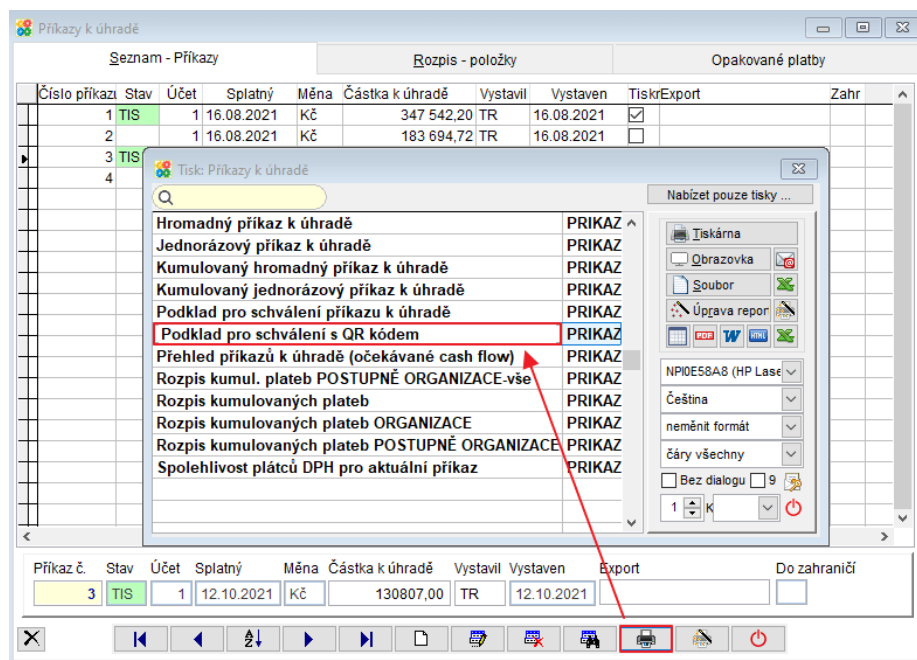 Příkazy k úhradě
Seznam - Příkazy Rozpis - položky Opakované platby
Číslo příkazu Stav Účet Splatný Měna Částka k úhradě Vystavil Vystaven Tiskr Export Zahr
1 TIS 1 16.08.2021 Kč 347 542,20 TR 16.08.2021
2 1 16.08.2021 Kč 183 694,72 TR 16.08.2021
3 TIS
4
Tisk: Příkazy k úhradě
Nabízet pouze tisky ...
Hromadný příkaz k úhradě PRIKAZ
Jednorázový příkaz k úhradě PRIKAZ
Kumulovaný hromadný příkaz k úhradě PRIKAZ
Kumulovaný jednorázový příkaz k úhradě PRIKAZ
Podklad pro schválení příkazu k úhradě PRIKAZ
Podklad pro schválení s QR kódem PRIKAZ
Přehled příkazů k úhradě (očekávané cash flow) PRIKAZ
Rozpis kumul. plateb POSTUPNĚ ORGANIZACE-vše PRIKAZ
Rozpis kumulovaných plateb PRIKAZ
Rozpis kumulovaných plateb ORGANIZACE PRIKAZ
Rozpis kumulovaných plateb POSTUPNĚ ORGANIZACE PRIKAZ
Spolehlivost plátců DPH pro aktuální příkaz PRIKAZ
Tiskárna
Obrazovka
Soubor
Úprava repor
PDF W HTML
NPI0E58A8 (HP Lase
Čeština
neměnit formát
čáry všechny
Bez dialogu 9
1 K
Příkaz č. Stav Účet Splatný Měna Částka k úhradě Vystavil Vystaven Export Do zahraničí
3 TIS 1 12.10.2021 Kč 130807,00 TR 12.10.2021